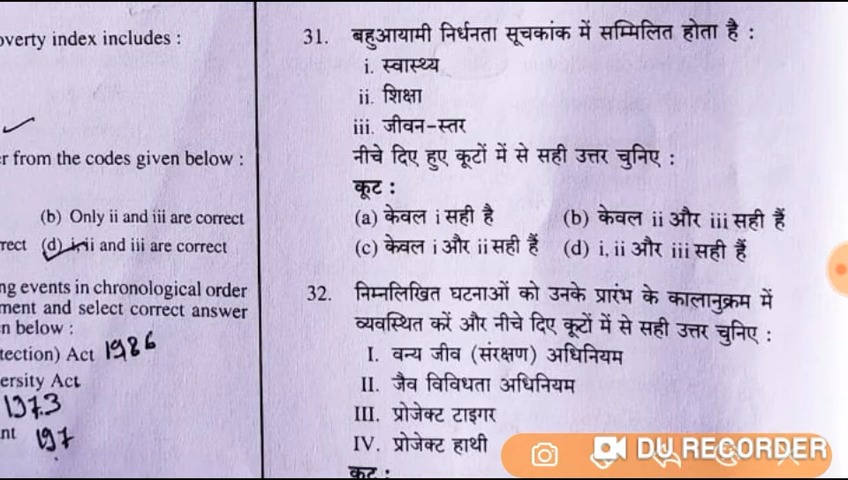 overty index includes :
r from the codes given below :
(b) Only ii and iii are correct
rect (d) i, ii and iii are correct
ng events in chronological order
ment and select correct answer
n below :
tection) Act 1986
ersity Act
1973
nt 197
31. बहुआयामी निर्धनता सूचकांक में सम्मिलित होता है :
i. स्वास्थ्य
ii. शिक्षा
iii. जीवन-स्तर
नीचे दिए हुए कूटों में से सही उत्तर चुनिए :
कूट :
(a) केवल i सही है (b) केवल ii और iii सही हैं
(c) केवल i और ii सही हैं (d) i, ii और iii सही हैं
32. निम्नलिखित घटनाओं को उनके प्रारंभ के कालानुक्रम में
व्यवस्थित करें और नीचे दिए कूटों में से सही उत्तर चुनिए :
I. वन्य जीव (संरक्षण) अधिनियम
II. जैव विविधता अधिनियम
III. प्रोजेक्ट टाइगर
IV. प्रोजेक्ट हाथी
कूट :
DU RECORDER